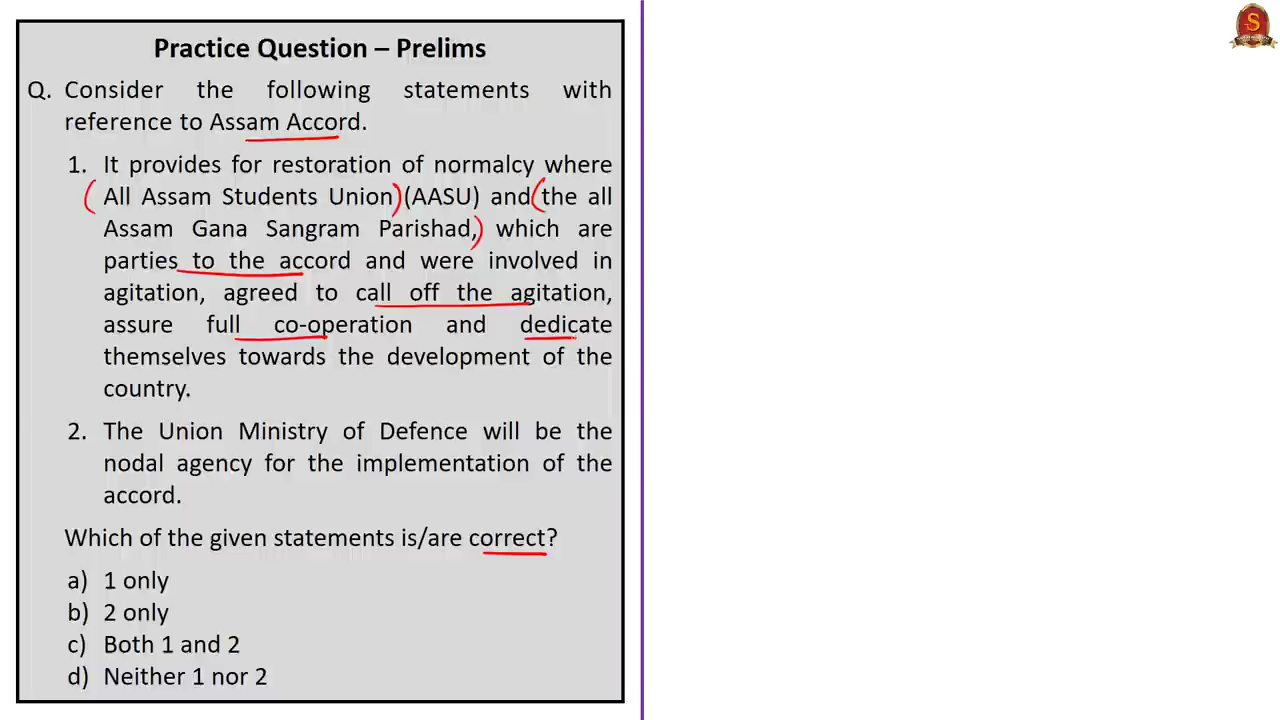 Practice Question – Prelims
Q. Consider the following statements with
reference to Assam Accord.
1. It provides for restoration of normalcy where
All Assam Students Union (AASU) and the all
Assam Gana Sangram Parishad, which are
parties to the accord and were involved in
agitation, agreed to call off the agitation,
assure full co-operation and dedicate
themselves towards the development of the
country.
2. The Union Ministry of Defence will be the
nodal agency for the implementation of the
accord.
Which of the given statements is/are correct?
a) 1 only
b) 2 only
c) Both 1 and 2
d) Neither 1 nor 2
S